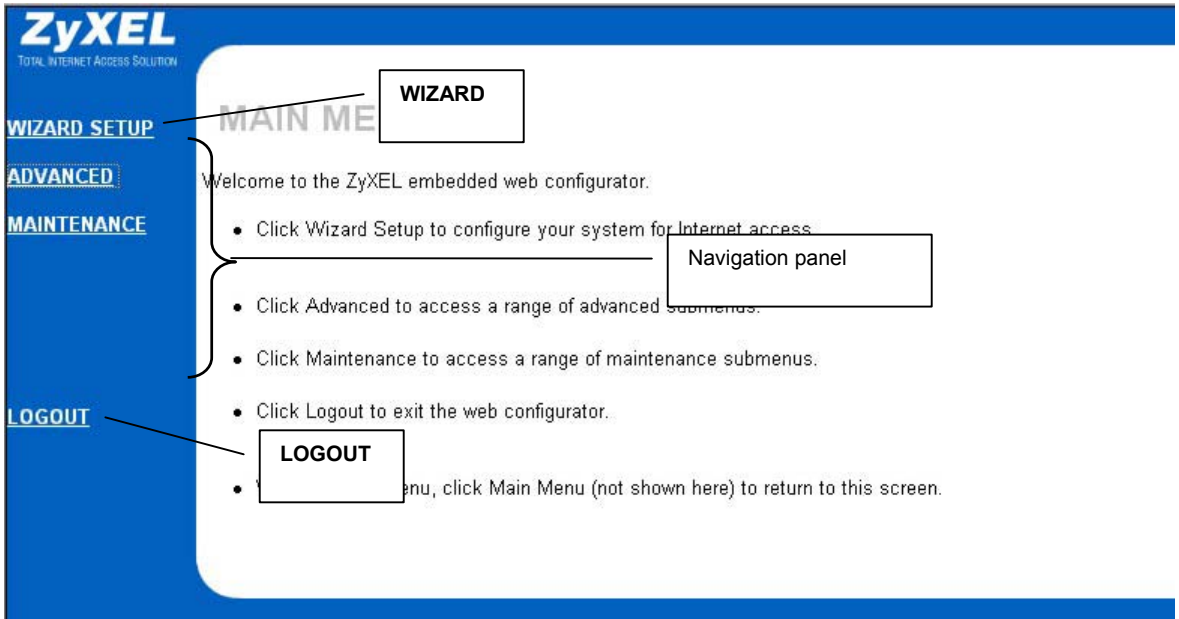 ZyXEL
TOTAL INTERNET ACCESS SOLUTION
WIZARD SETUP
ADVANCED
MAINTENANCE
LOGOUT
MAIN ME
WIZARD
Welcome to the ZyXEL embedded web configurator.
• Click Wizard Setup to configure your system for Internet access.
Navigation panel
• Click Advanced to access a range of advanced submenus.
• Click Maintenance to access a range of maintenance submenus.
• Click Logout to exit the web configurator.
LOGOUT
• enu, click Main Menu (not shown here) to return to this screen.